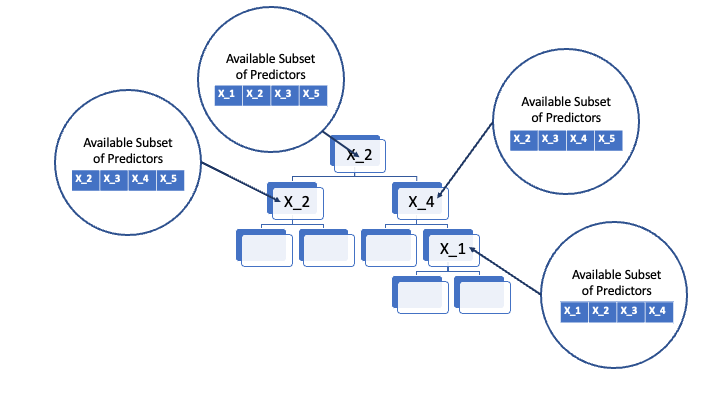 Available Subset
of Predictors
X_1 X_2 X_3 X_5
Available Subset
of Predictors
X_2 X_3 X_4 X_5
Available Subset
of Predictors
X_2 X_3 X_4 X_5
X_2
X_2
X_4
X_1
Available Subset
of Predictors
X_1 X_2 X_3 X_4